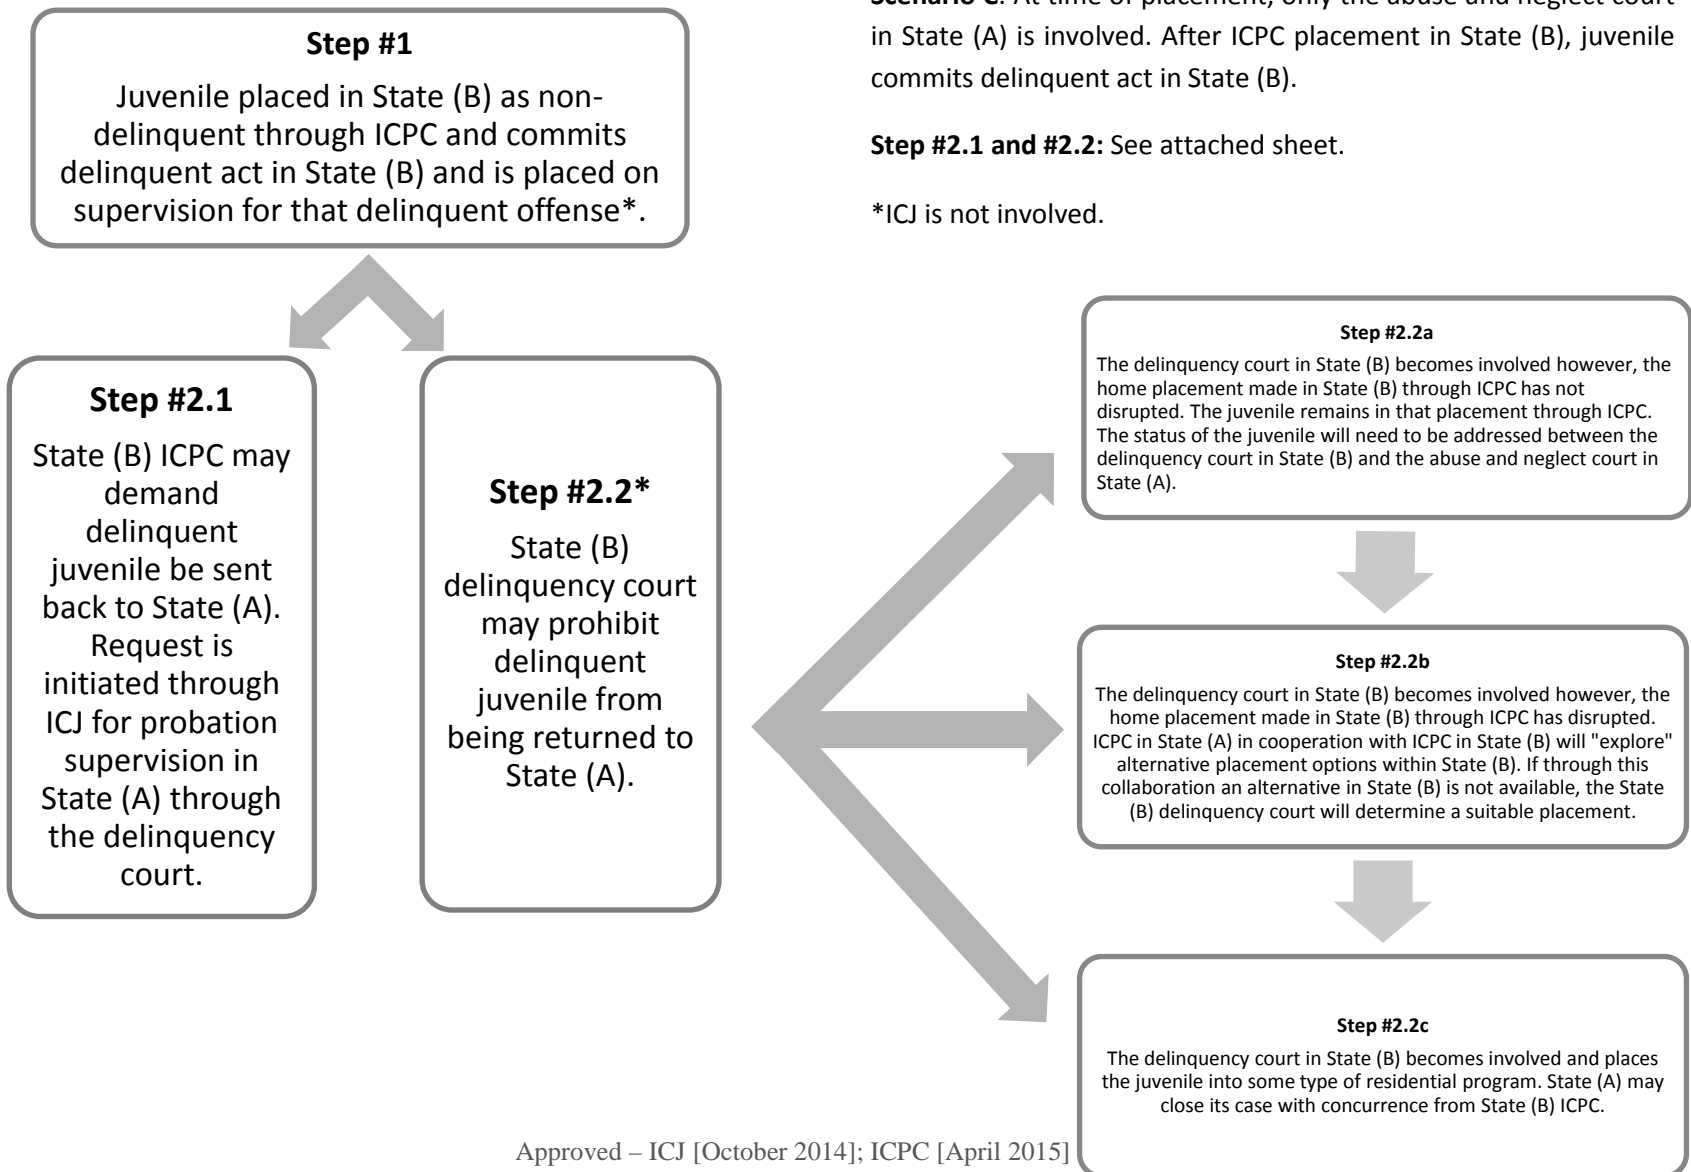 Scenario C: At time of placement, only the abuse and neglect court
in State (A) is involved. After ICPC placement in State (B), juvenile
commits delinquent act in State (B).
Step #2.1 and #2.2: See attached sheet.
*ICJ is not involved.
Step #1
Juvenile placed in State (B) as non-
delinquent through ICPC and commits
delinquent act in State (B) and is placed on
supervision for that delinquent offense*.
Step #2.1
State (B) ICPC may
demand
delinquent
juvenile be sent
back to State (A).
Request is
initiated through
ICJ for probation
supervision in
State (A) through
the delinquency
court.
Step #2.2*
State (B)
delinquency court
may prohibit
delinquent
juvenile from
being returned to
State (A).
Step #2.2a
The delinquency court in State (B) becomes involved however, the
home placement made in State (B) through ICPC has not
disrupted. The juvenile remains in that placement through ICPC.
The status of the juvenile will need to be addressed between the
delinquency court in State (B) and the abuse and neglect court in
State (A).
Step #2.2b
The delinquency court in State (B) becomes involved however, the
home placement made in State (B) through ICPC has disrupted.
ICPC in State (A) in cooperation with ICPC in State (B) will "explore"
alternative placement options within State (B). If through this
collaboration an alternative in State (B) is not available, the State
(B) delinquency court will determine a suitable placement.
Step #2.2c
The delinquency court in State (B) becomes involved and places
the juvenile into some type of residential program. State (A) may
close its case with concurrence from State (B) ICPC.
Approved – ICJ [October 2014]; ICPC [April 2015]